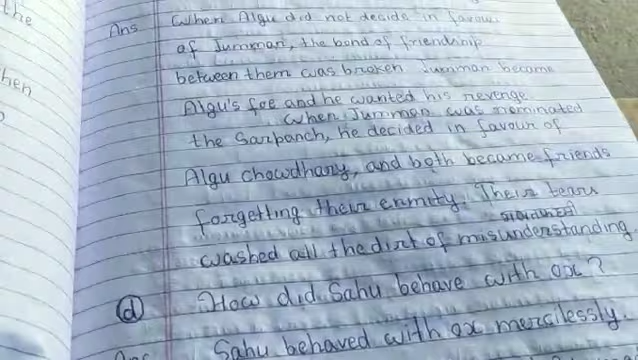 the
hen
Ans When Algu did not decide in favour
of Jumman, the bond of friendship
between them was broken. Jumman became
Algu's foe and he wanted his revenge.
When Jumman was nominated
the Sarpanch, he decided in favour of
Algu chowdhary, and both became friends
forgetting their enmity. Their tears
washed all the dirt of misunderstanding.
(d) How did Sahu behave with ox?
Ans Sahu behaved with ox mercilessly.